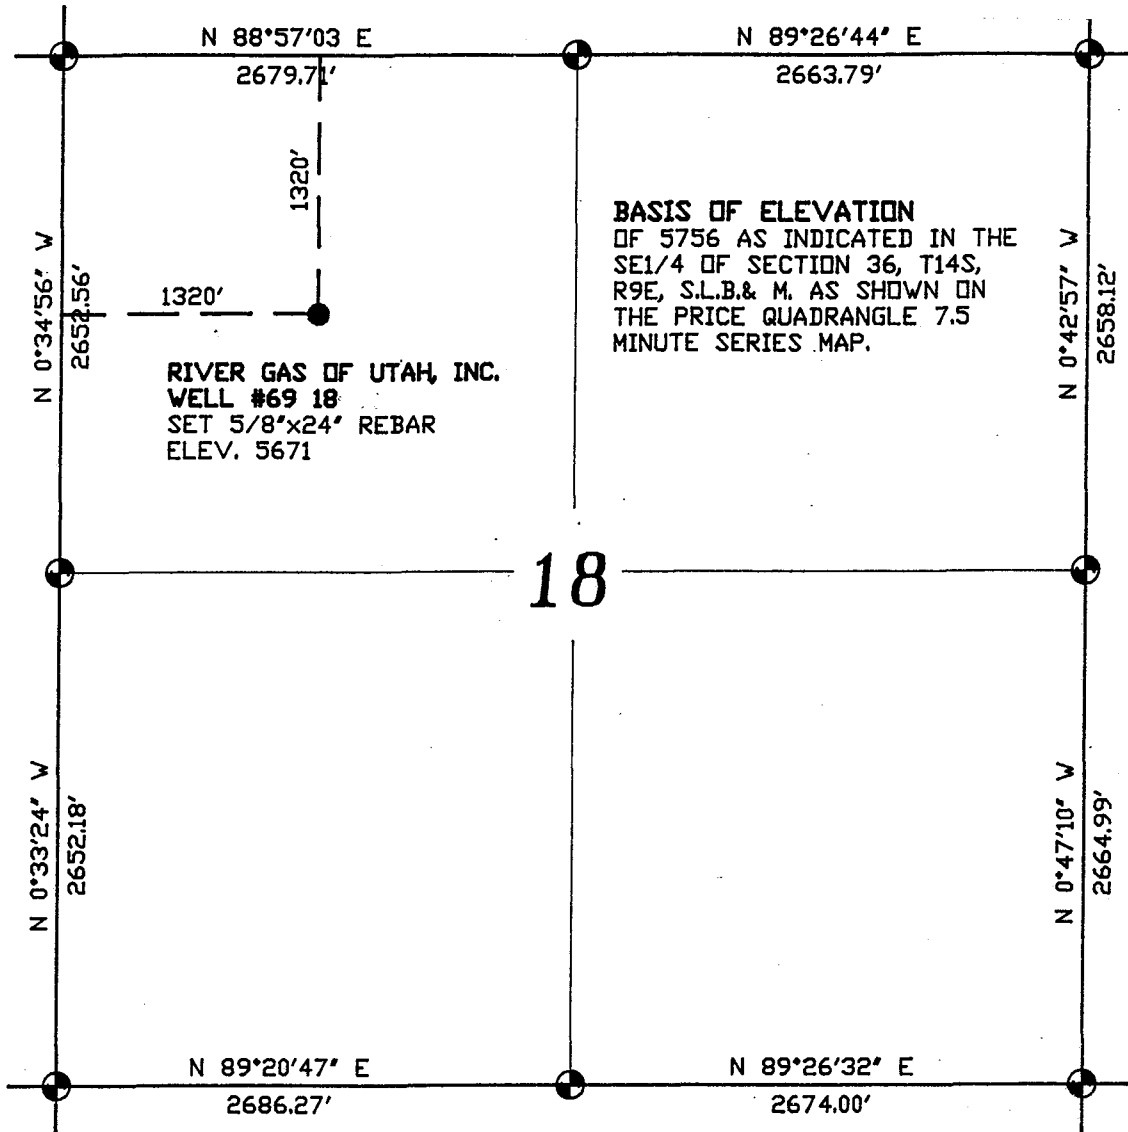 N 88°57'03 E
2679.71'
N 89°26'44" E
2663.79'
1320'
1320'
N 0°34'56" W
2652.56'
RIVER GAS OF UTAH, INC.
WELL #69 18
SET 5/8"x24" REBAR
ELEV. 5671
BASIS OF ELEVATION
OF 5756 AS INDICATED IN THE
SE1/4 OF SECTION 36, T14S,
R9E, S.L.B.& M. AS SHOWN ON
THE PRICE QUADRANGLE 7.5
MINUTE SERIES MAP.
N 0°42'57" W
2658.12'
18
N 0°33'24" W
2652.18'
N 0°47'10" W
2664.99'
N 89°20'47" E
2686.27'
N 89°26'32" E
2674.00'